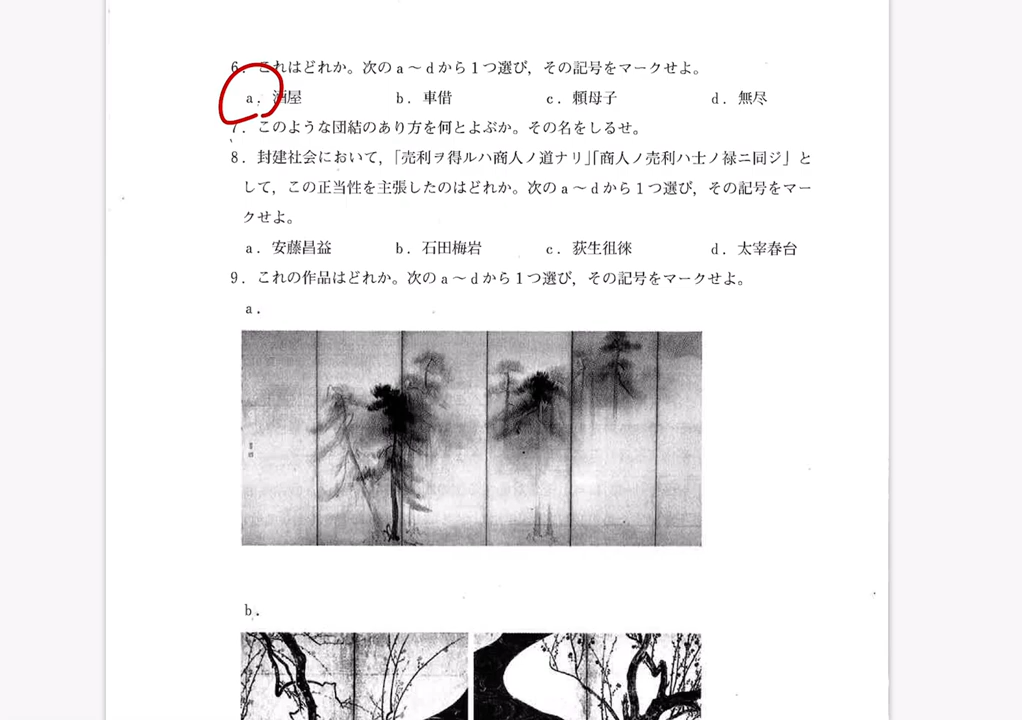 6．これはどれか。次のａ～ｄから１つ選び，その記号をマークせよ。
ａ．酒屋　ｂ．車借　ｃ．頼母子　ｄ．無尽
7．このような団結のあり方を何とよぶか。その名をしるせ。
8．封建社会において，「売利ヲ得ルハ商人ノ道ナリ」「商人ノ売利ハ士ノ禄ニ同ジ」と
して，この正当性を主張したのはどれか。次のａ～ｄから１つ選び，その記号をマー
クせよ。
ａ．安藤昌益　ｂ．石田梅岩　ｃ．荻生徂徠　ｄ．太宰春台
9．これの作品はどれか。次のａ～ｄから１つ選び，その記号をマークせよ。
ａ．
ｂ．